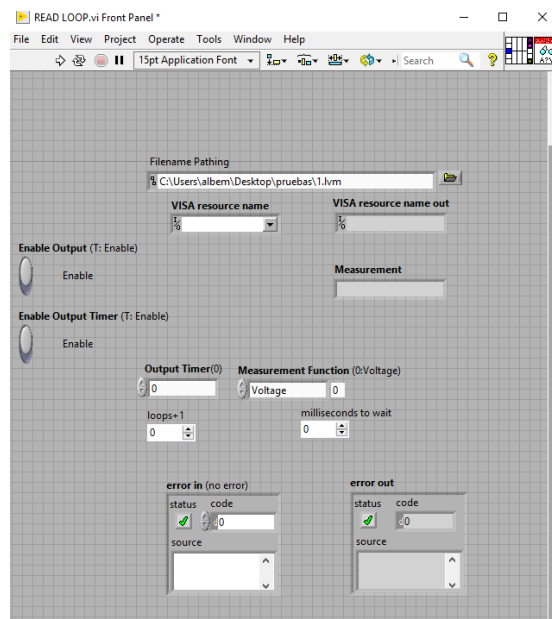 READ LOOP.vi Front Panel *
File Edit View Project Operate Tools Window Help
15pt Application Font Search
Filename Pathing
C:\Users\albem\Desktop\pruebas\1.lvm
VISA resource name VISA resource name out
Enable Output (T: Enable)
Enable
Measurement
Enable Output Timer (T: Enable)
Enable
Output Timer(0) Measurement Function (0:Voltage)
0 Voltage 0
loops+1 milliseconds to wait
0 0
error in (no error) error out
status code status code
0 0
source source